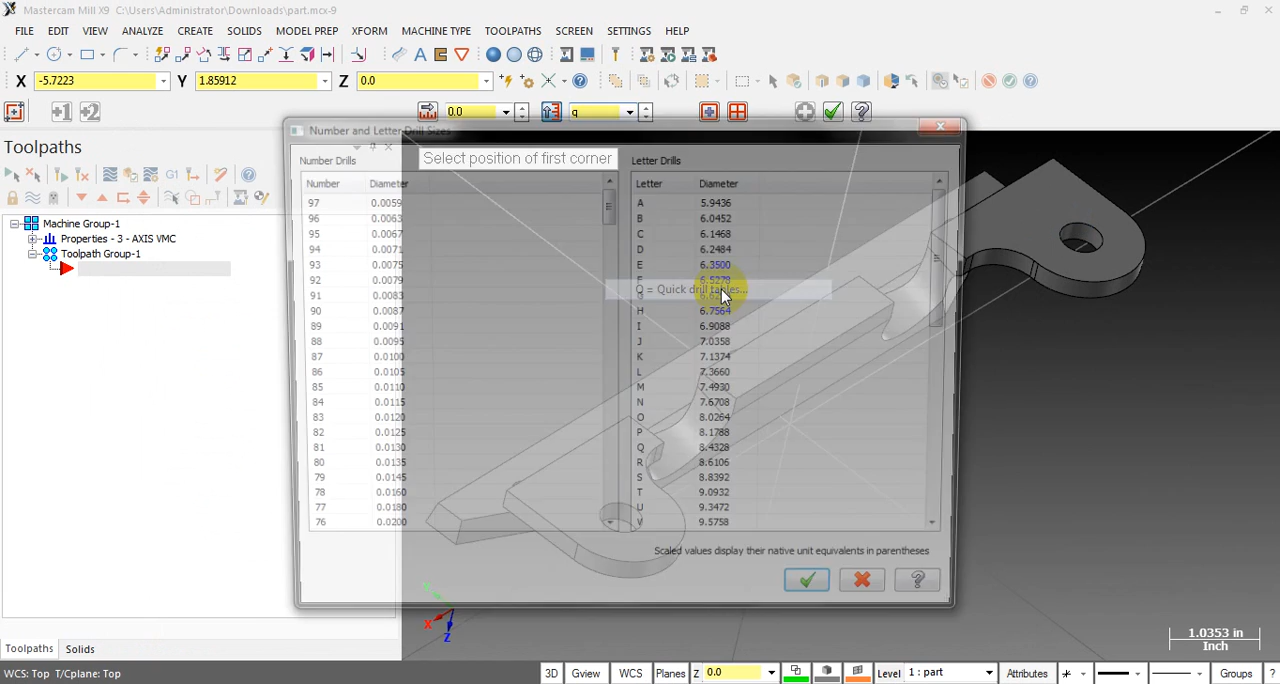 Mastercam Mill X9 C:\Users\Administrator\Downloads\part.mcx-9
FILE EDIT VIEW ANALYZE CREATE SOLIDS MODEL PREP XFORM MACHINE TYPE TOOLPATHS SCREEN SETTINGS HELP
X -5.7223 Y 1.85912 Z 0.0
+1 +2 0.0 q
Number and Letter Drill Sizes
Toolpaths
Select position of first corner
Number Drills Letter Drills
G1
Number Diameter Letter Diameter
97 0.0059 A 5.9436
96 0.0063 B 6.0452
95 0.0067 C 6.1468
94 0.0071 D 6.2484
93 0.0075 E 6.3500
92 0.0079 F 6.5278
91 0.0083 G
90 0.0087 H 6.7564
89 0.0091 I 6.9088
88 0.0095 J 7.0358
87 0.0100 K 7.1374
86 0.0105 L 7.3660
85 0.0110 M 7.4930
84 0.0115 N 7.6708
83 0.0120 O 8.0264
82 0.0125 P 8.1788
81 0.0130 Q 8.4328
80 0.0135 R 8.6106
79 0.0145 S 8.8392
78 0.0160 T 9.0932
77 0.0180 U 9.3472
76 0.0200 V 9.5758
Q = Quick drill tables...
Machine Group-1
Properties - 3 - AXIS VMC
Toolpath Group-1
Scaled values display their native unit equivalents in parentheses
X
Z
1.0353 in
Inch
Toolpaths Solids
WCS: Top T/Cplane: Top 3D Gview WCS Planes Z 0.0 Level 1 : part Attributes Groups ?